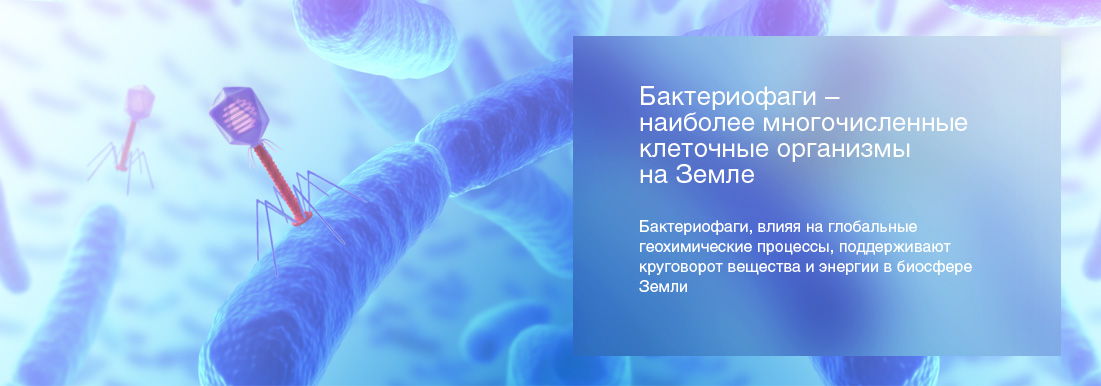 Бактериофаги –
наиболее многочисленные
клеточные организмы
на Земле
Бактериофаги, влияя на глобальные
геохимические процессы, поддерживают
круговорот вещества и энергии в биосфере
Земли